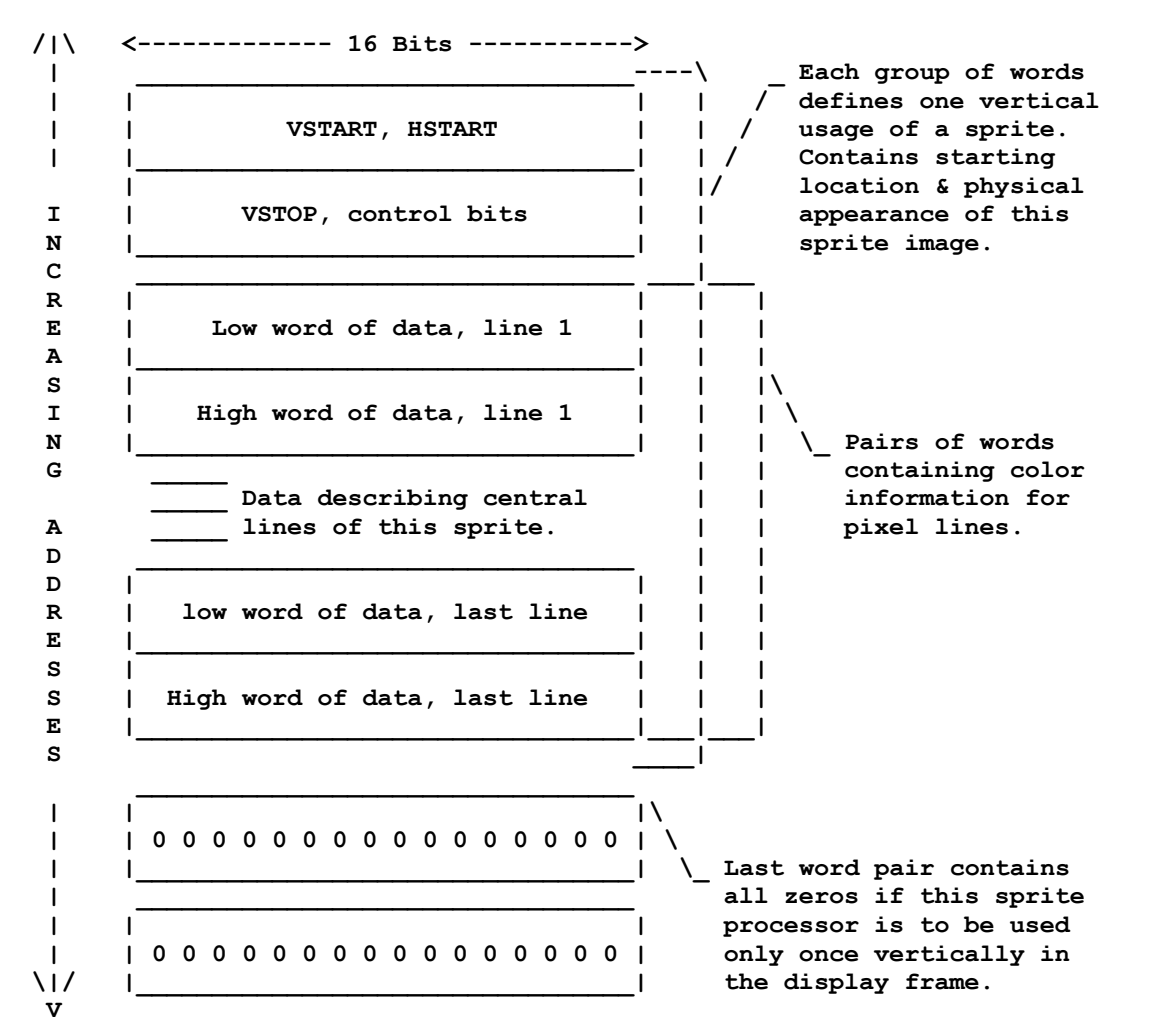 <------------- 16 Bits ----------->
Each group of words
defines one vertical
usage of a sprite.
Contains starting
location & physical
appearance of this
sprite image.
VSTART, HSTART
VSTOP, control bits
Low word of data, line 1
High word of data, line 1
Pairs of words
containing color
information for
pixel lines.
Data describing central
lines of this sprite.
low word of data, last line
High word of data, last line
INCREASING ADDRESSES
0 0 0 0 0 0 0 0 0 0 0 0 0 0 0 0
0 0 0 0 0 0 0 0 0 0 0 0 0 0 0 0
Last word pair contains
all zeros if this sprite
processor is to be used
only once vertically in
the display frame.
V